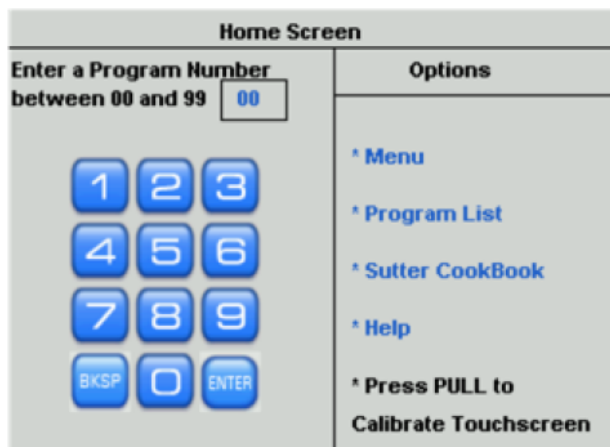 Home Screen
Enter a Program Number
between 00 and 99 00
1 2 3
4 5 6
7 8 9
BKSP 0 ENTER
Options
* Menu
* Program List
* Sutter CookBook
* Help
* Press PULL to
Calibrate Touchscreen